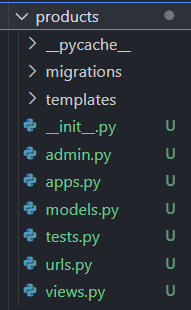 products
__pycache__
migrations
templates
__init__.py U
admin.py U
apps.py U
models.py U
tests.py U
urls.py U
views.py U